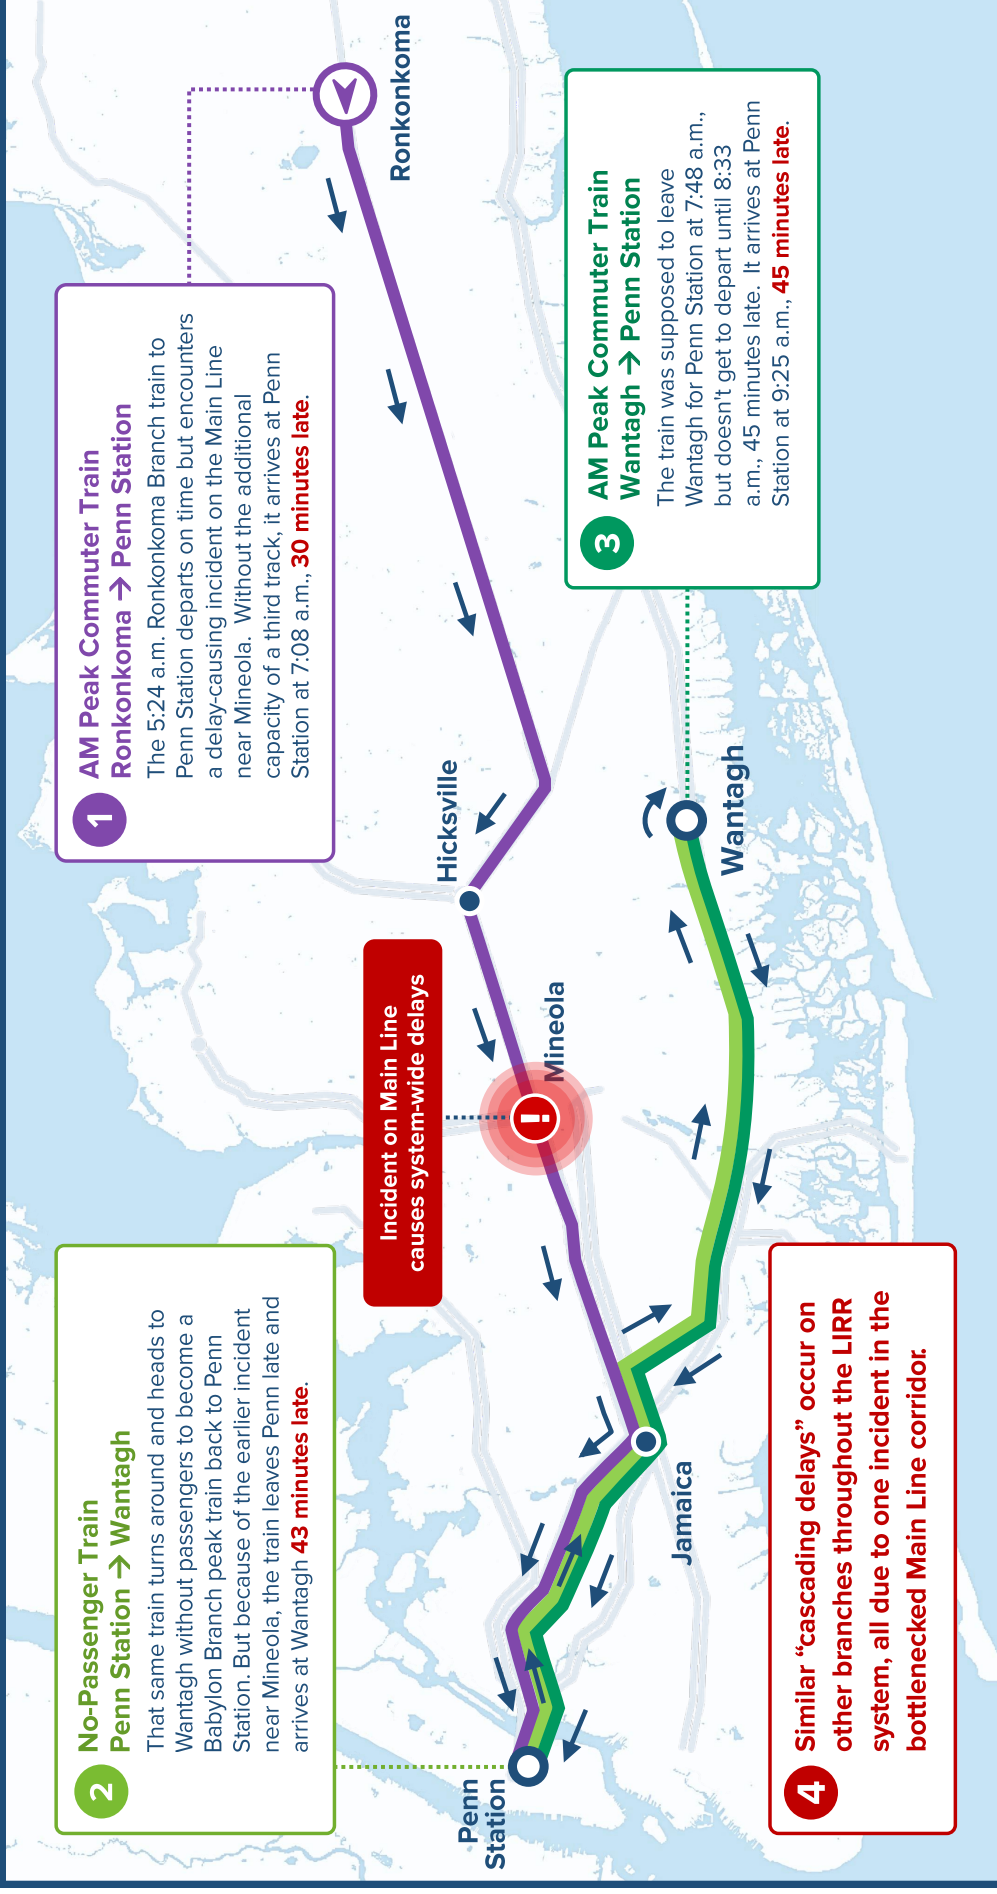 1
AM Peak Commuter Train
Ronkonkoma → Penn Station
The 5:24 a.m. Ronkonkoma Branch train to
Penn Station departs on time but encounters
a delay-causing incident on the Main Line
near Mineola.  Without the additional
capacity of a third track, it arrives at Penn
Station at 7:08 a.m., 30 minutes late.
2
No-Passenger Train
Penn Station → Wantagh
That same train turns around and heads to
Wantagh without passengers to become a
Babylon Branch peak train back to Penn
Station. But because of the earlier incident
near Mineola, the train leaves Penn late and
arrives at Wantagh 43 minutes late.
Incident on Main Line
causes system-wide delays
!
Ronkonkoma
Hicksville
Mineola
Penn
Station
Jamaica
Wantagh
3
AM Peak Commuter Train
Wantagh → Penn Station
The train was supposed to leave
Wantagh for Penn Station at 7:48 a.m.,
but doesn't get to depart until 8:33
a.m., 45 minutes late.  It arrives at Penn
Station at 9:25 a.m., 45 minutes late.
4
Similar “cascading delays” occur on
other branches throughout the LIRR
system, all due to one incident in the
bottlenecked Main Line corridor.